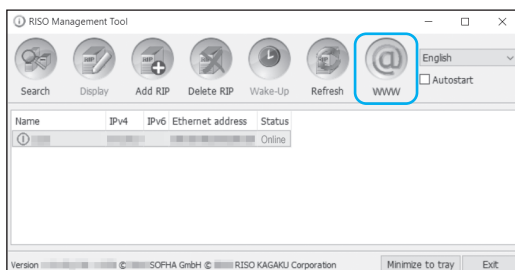 RISO Management Tool
Search Display Add RIP Delete RIP Wake-Up Refresh WWW
English
Autostart
Name IPv4 IPv6 Ethernet address Status
Online
Version © SOFHA GmbH © RISO KAGAKU Corporation Minimize to tray Exit